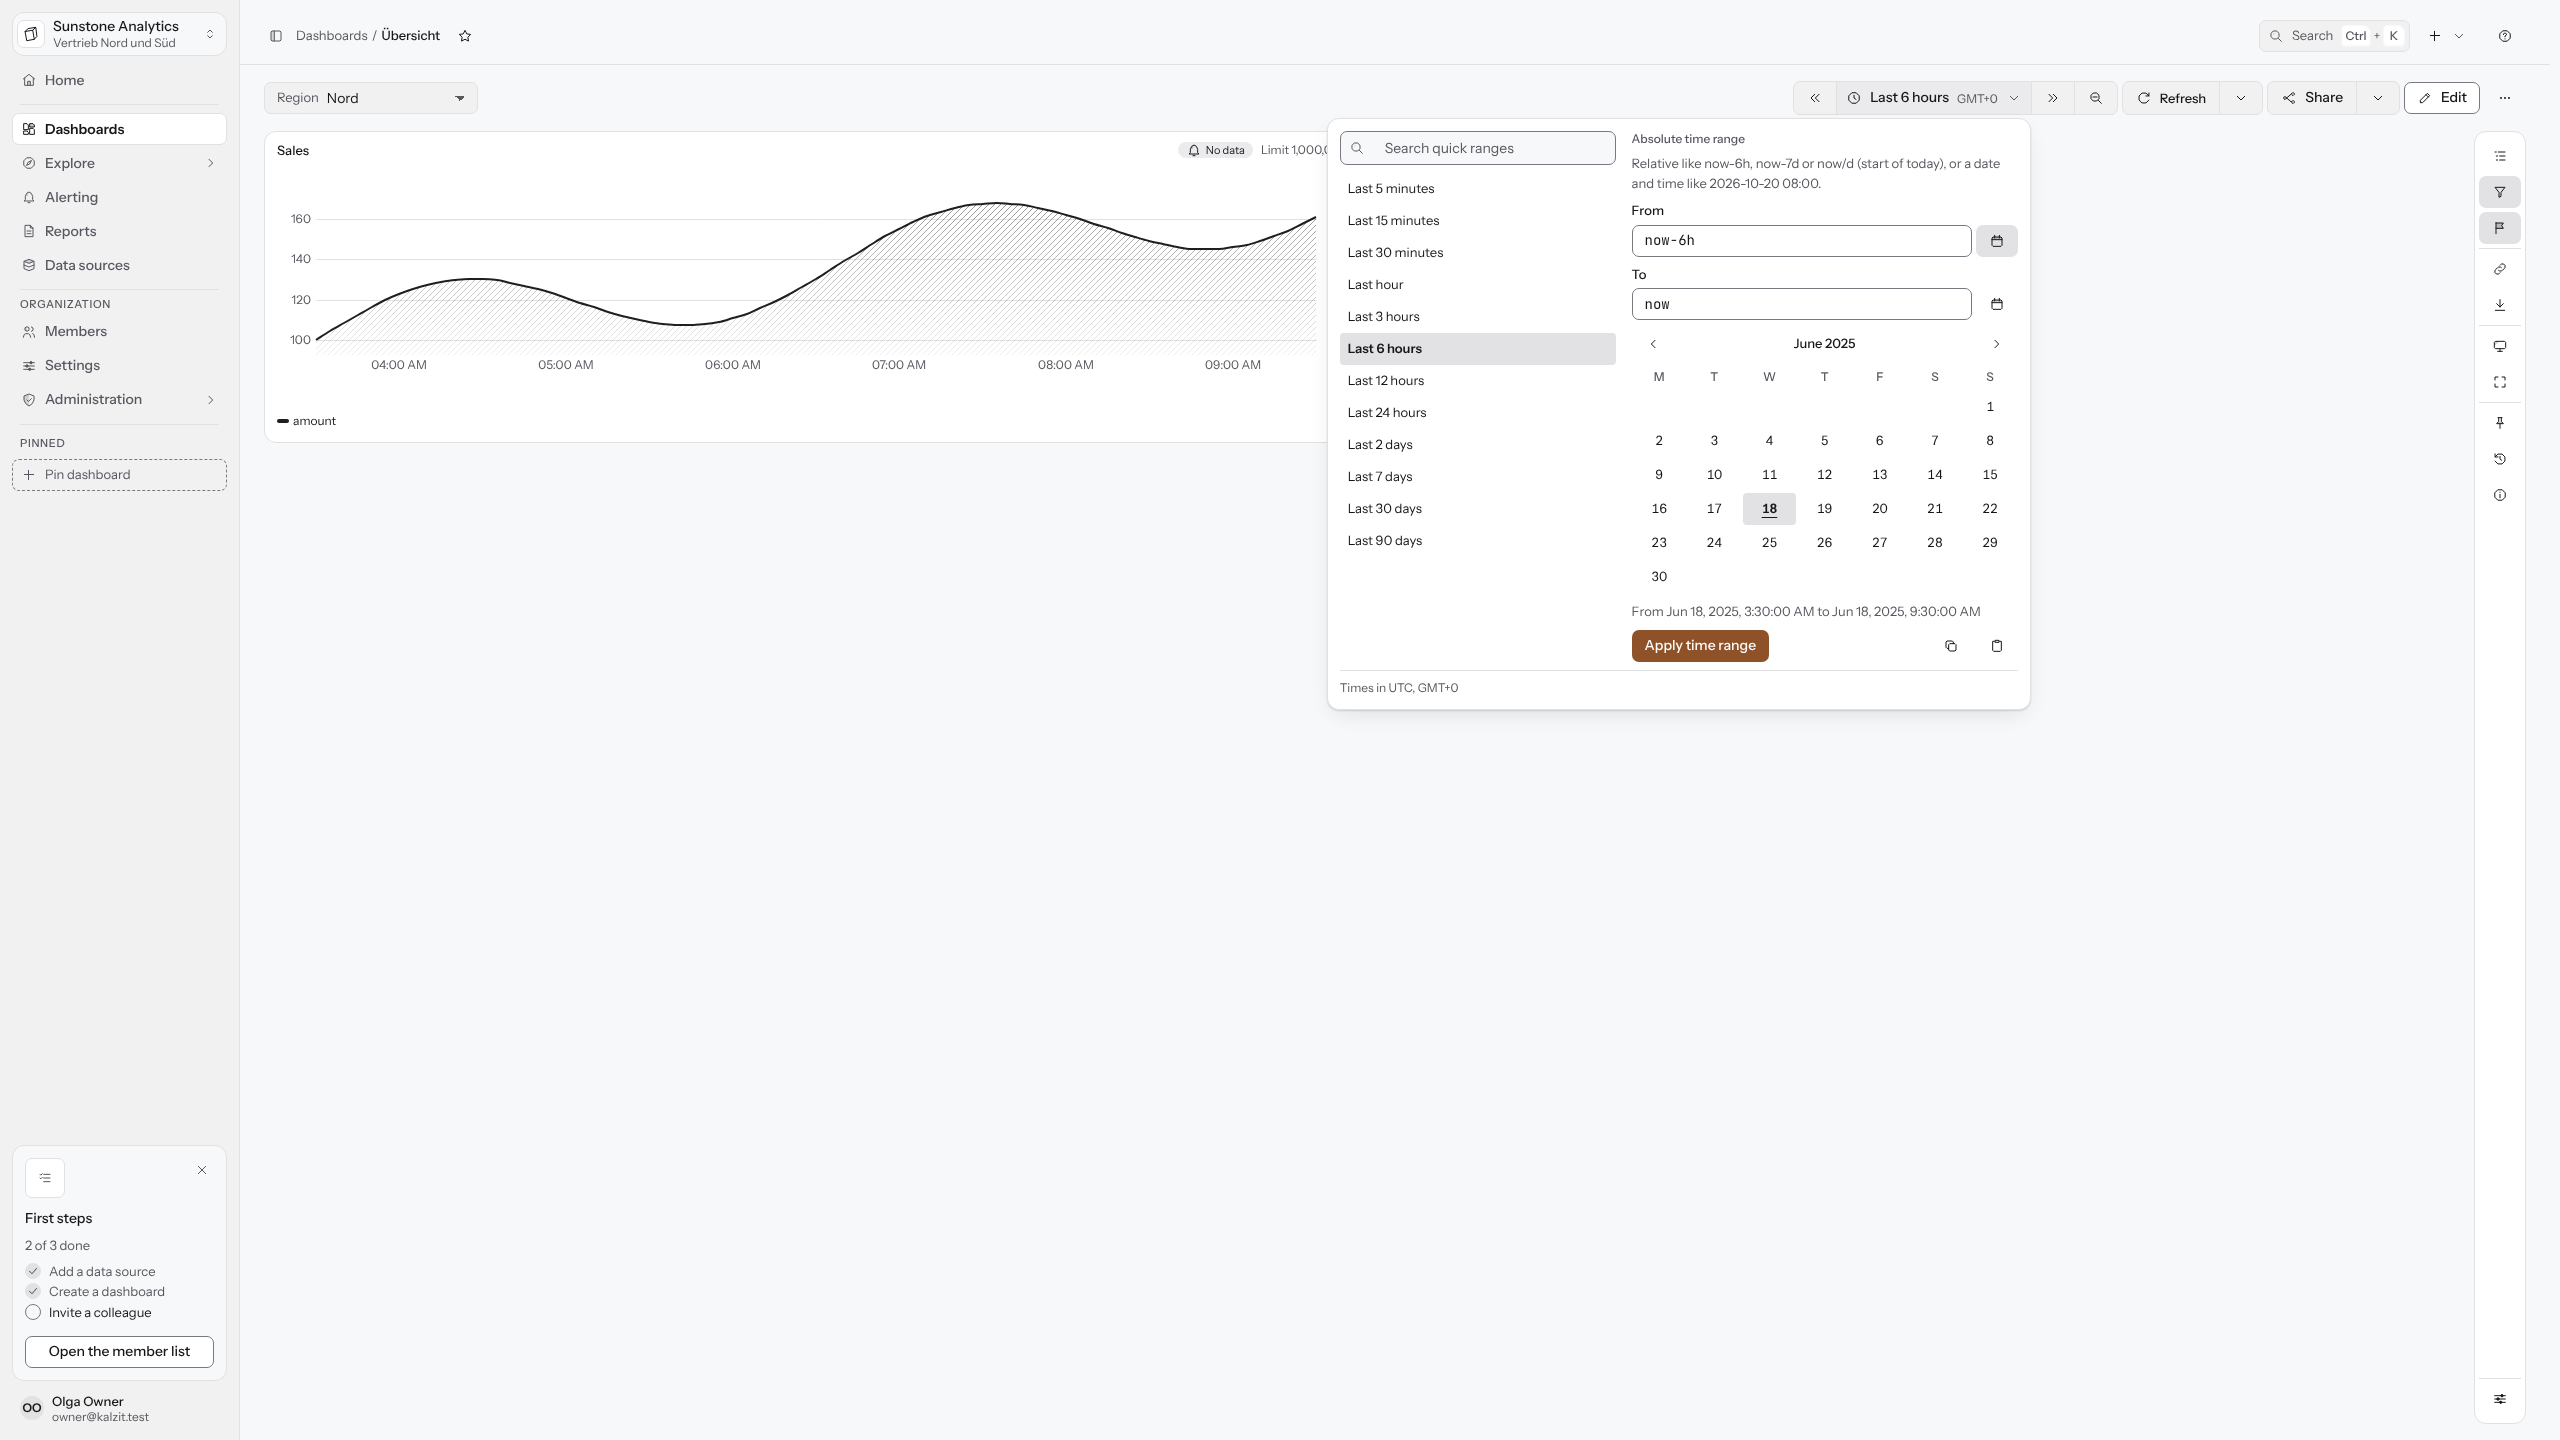 Sunstone Analytics
Vertrieb Nord und Süd
Home
Dashboards
Explore
Alerting
Reports
Data sources
ORGANIZATION
Members
Settings
Administration
PINNED
Pin dashboard
First steps
2 of 3 done
Add a data source
Create a dashboard
Invite a colleague
Open the member list
OO
Olga Owner
owner@kalzit.test
Dashboards / Übersicht
Search Ctrl + K
Region Nord
Last 6 hours GMT+0
Refresh
Share
Edit
Sales
No data
Limit 1,000,0
160
140
120
100
04:00 AM 05:00 AM 06:00 AM 07:00 AM 08:00 AM 09:00 AM
amount
Search quick ranges
Last 5 minutes
Last 15 minutes
Last 30 minutes
Last hour
Last 3 hours
Last 6 hours
Last 12 hours
Last 24 hours
Last 2 days
Last 7 days
Last 30 days
Last 90 days
Absolute time range
Relative like now-6h, now-7d or now/d (start of today), or a date
and time like 2026-10-20 08:00.
From
now-6h
To
now
June 2025
M T W T F S S
1
2 3 4 5 6 7 8
9 10 11 12 13 14 15
16 17 18 19 20 21 22
23 24 25 26 27 28 29
30
From Jun 18, 2025, 3:30:00 AM to Jun 18, 2025, 9:30:00 AM
Apply time range
Times in UTC, GMT+0